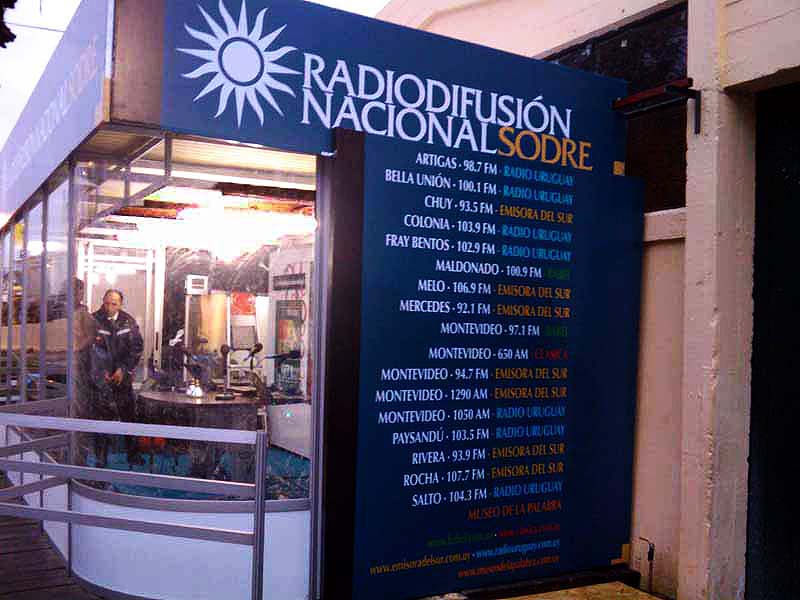 RADIODIFUSIÓN
NACIONAL SODRE
ARTIGAS · 98.7 FM · RADIO URUGUAY
BELLA UNIÓN · 100.1 FM · RADIO URUGUAY
CHUY · 93.5 FM · EMISORA DEL SUR
COLONIA · 103.9 FM · RADIO URUGUAY
FRAY BENTOS · 102.9 FM · RADIO URUGUAY
MALDONADO · 100.9 FM · BABEL
MELO · 106.9 FM · EMISORA DEL SUR
MERCEDES · 92.1 FM · EMISORA DEL SUR
MONTEVIDEO · 97.1 FM · BABEL
MONTEVIDEO · 650 AM · CLÁSICA
MONTEVIDEO · 94.7 FM · EMISORA DEL SUR
MONTEVIDEO · 1290 AM · EMISORA DEL SUR
MONTEVIDEO · 1050 AM · RADIO URUGUAY
PAYSANDÚ · 103.5 FM · RADIO URUGUAY
RIVERA · 93.9 FM · EMISORA DEL SUR
ROCHA · 107.7 FM · EMISORA DEL SUR
SALTO · 104.3 FM · RADIO URUGUAY
MUSEO DE LA PALABRA
www.emisoradelsur.com.uy · www.radiouruguay.com.uy
www.museodelapalabra.com.uy